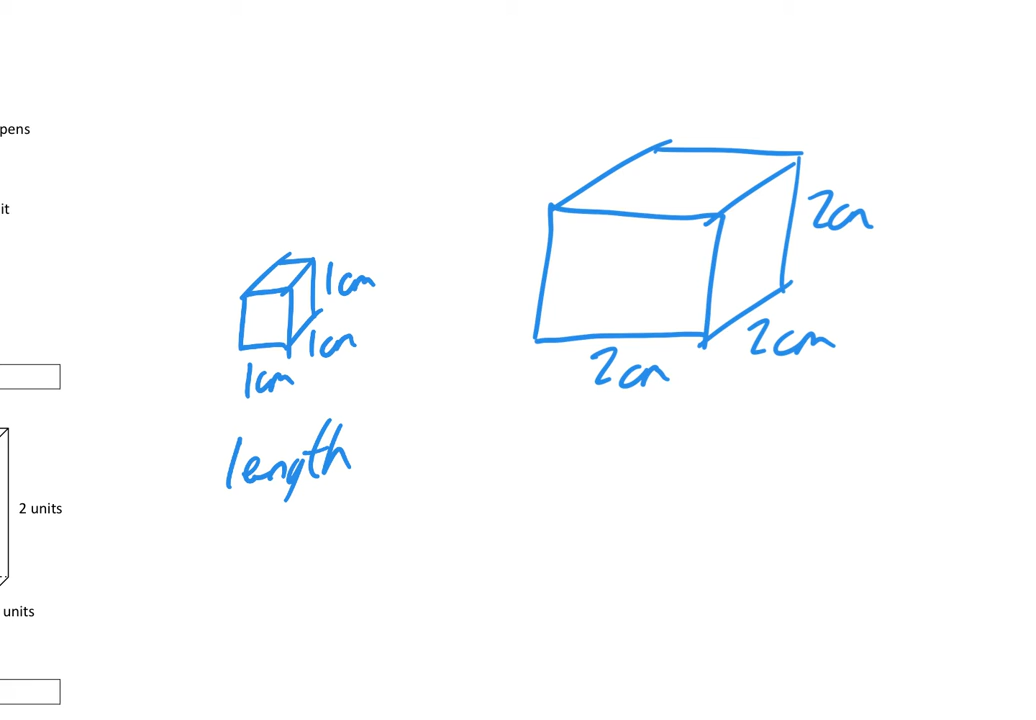 pens
it
2cm
1cm
1cm
2cm
2cm
1cm
length
2 units
units